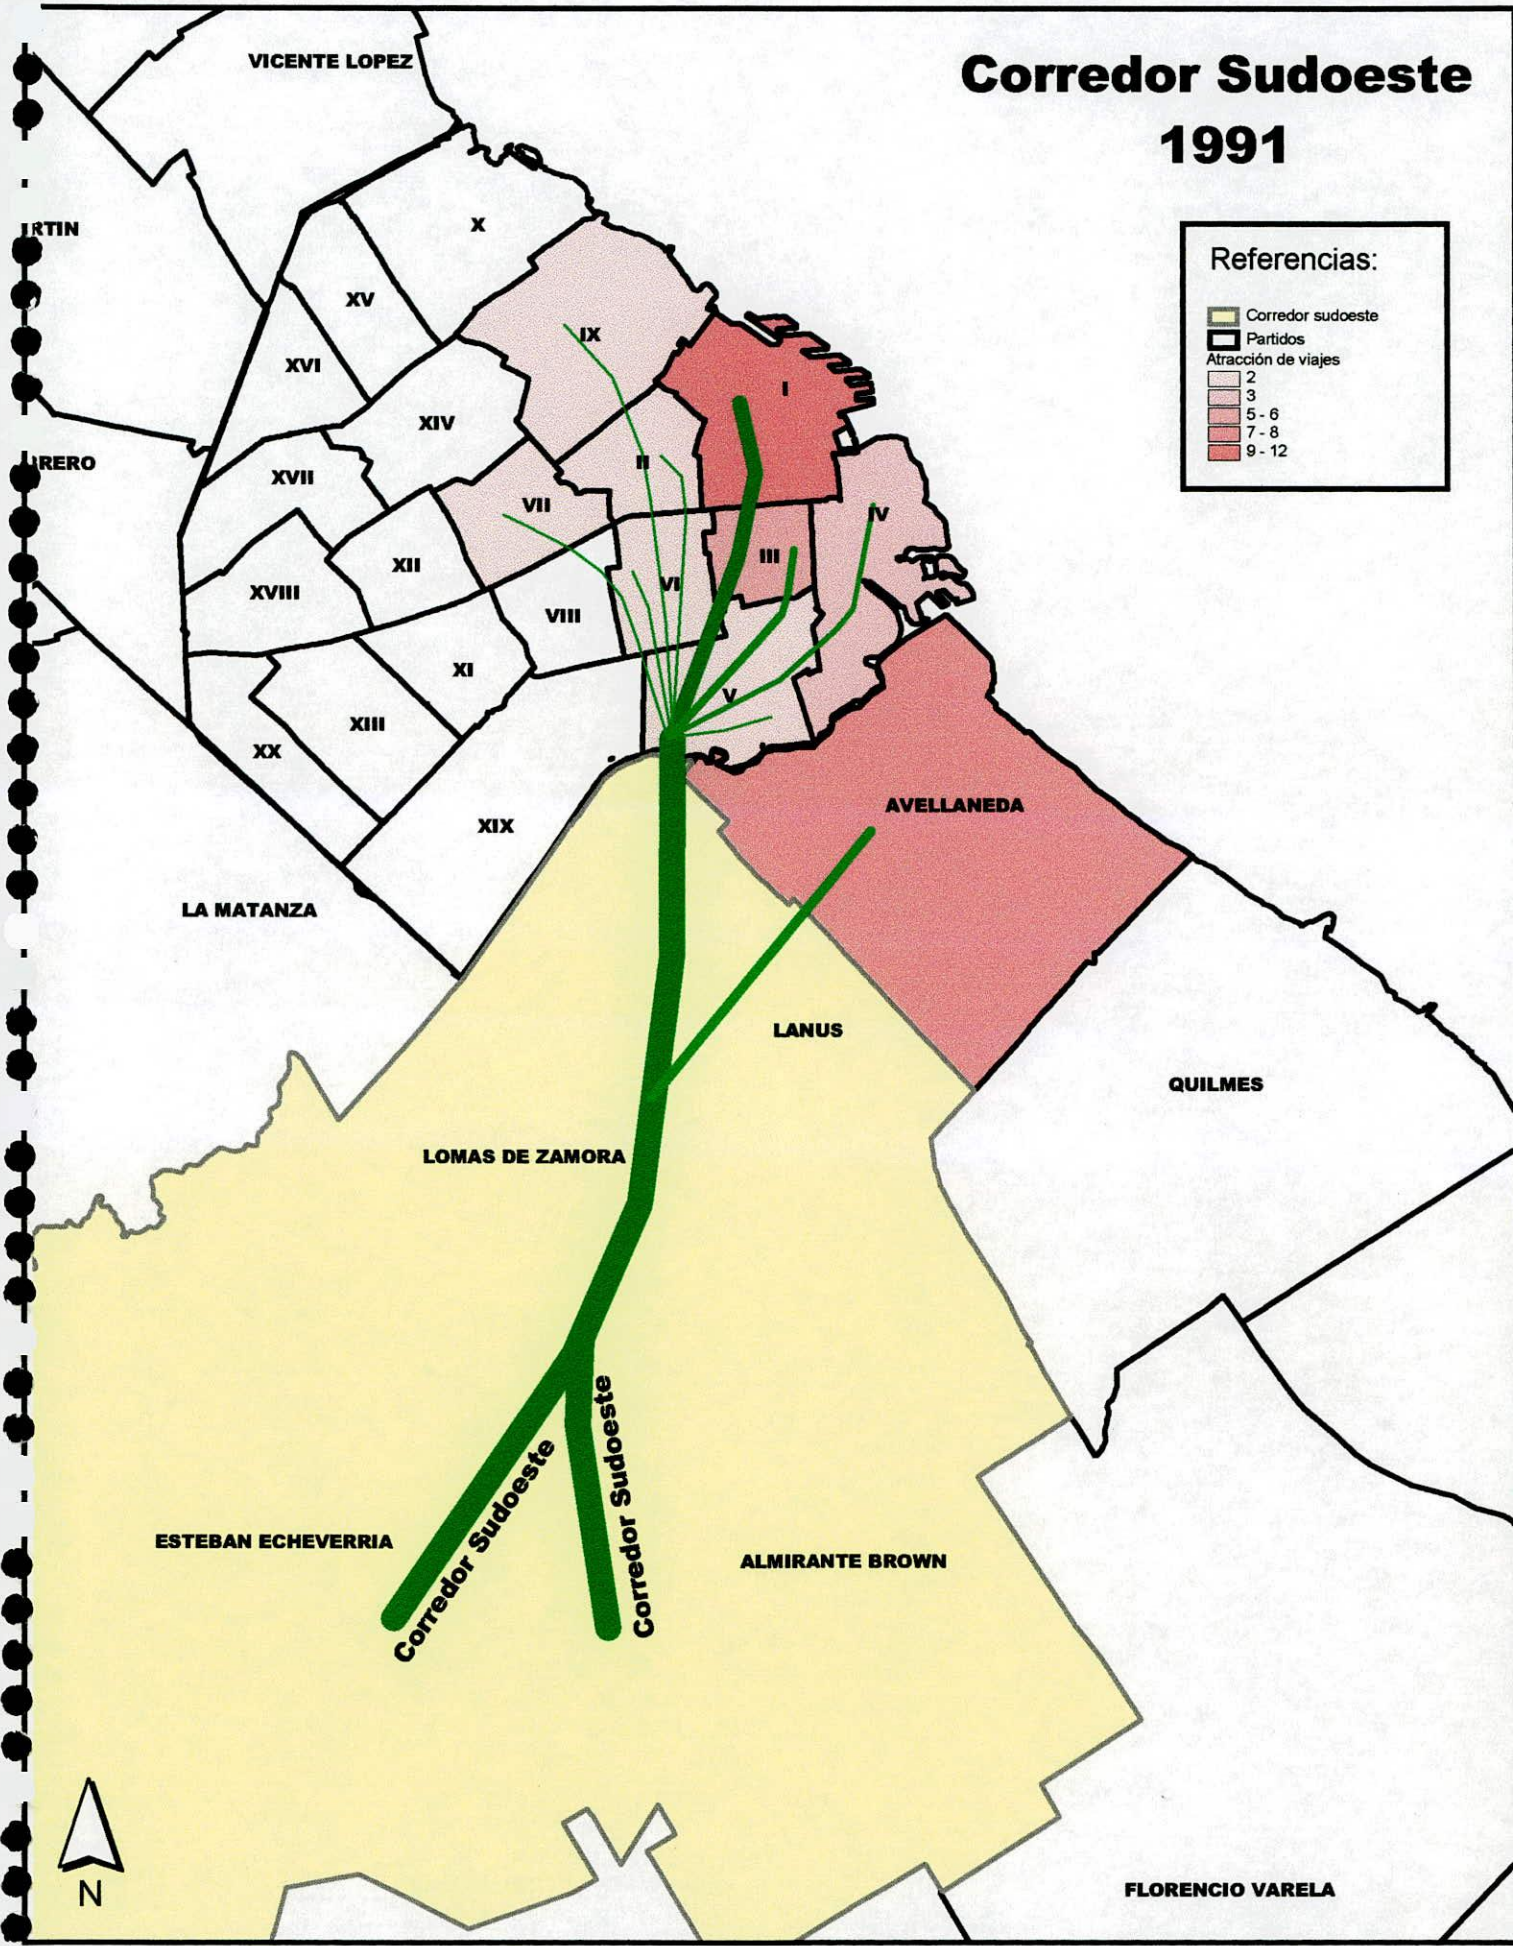 Corredor Sudoeste
1991
VICENTE LOPEZ
RTIN
X
Referencias:
XV
IX
Corredor sudoeste
Partidos
Atracción de viajes
2
3
5 - 6
7 - 8
9 - 12
XVI
I
XIV
II
RERO
XVII
VII
IV
XII
III
XVIII
VI
VIII
XI
V
XIII
XX
AVELLANEDA
XIX
LA MATANZA
LANUS
QUILMES
LOMAS DE ZAMORA
Corredor Sudoeste
Corredor Sudoeste
ESTEBAN ECHEVERRIA
ALMIRANTE BROWN
N
FLORENCIO VARELA